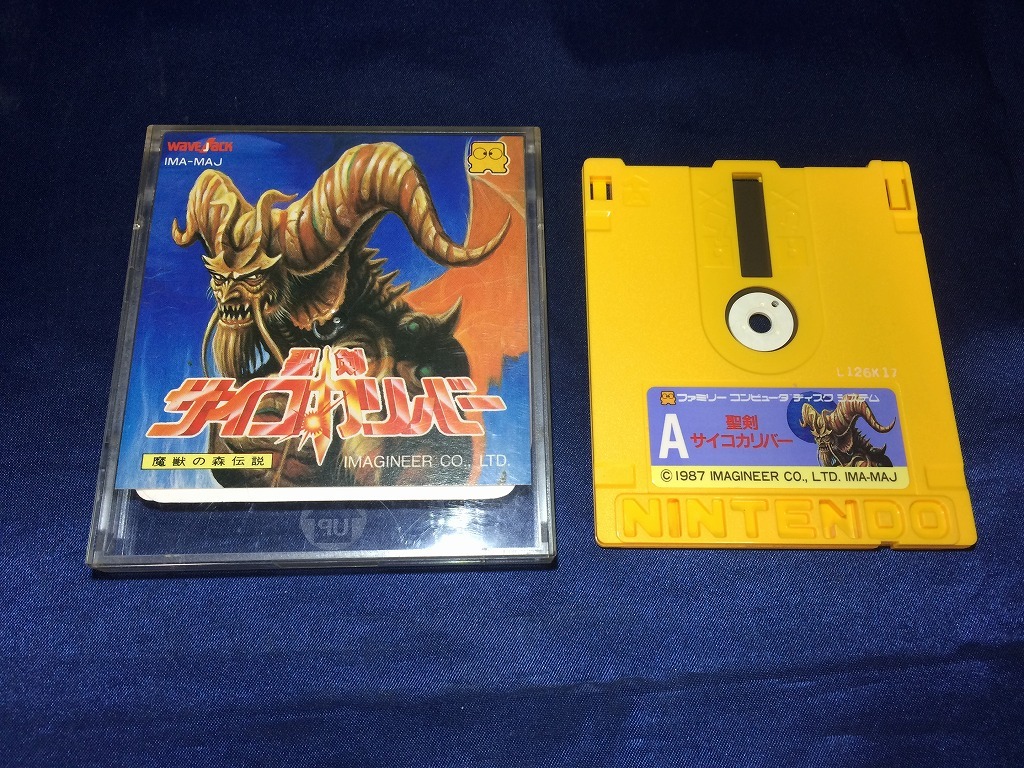 WAVEJACK
IMA-MAJ
聖剣
サイコカリバー
魔獣の森伝説
IMAGINEER CO., LTD.
L126K17
ファミリー コンピュータ ディスク システム
A
聖剣
サイコカリバー
©1987 IMAGINEER CO., LTD. IMA-MAJ
NINTENDO